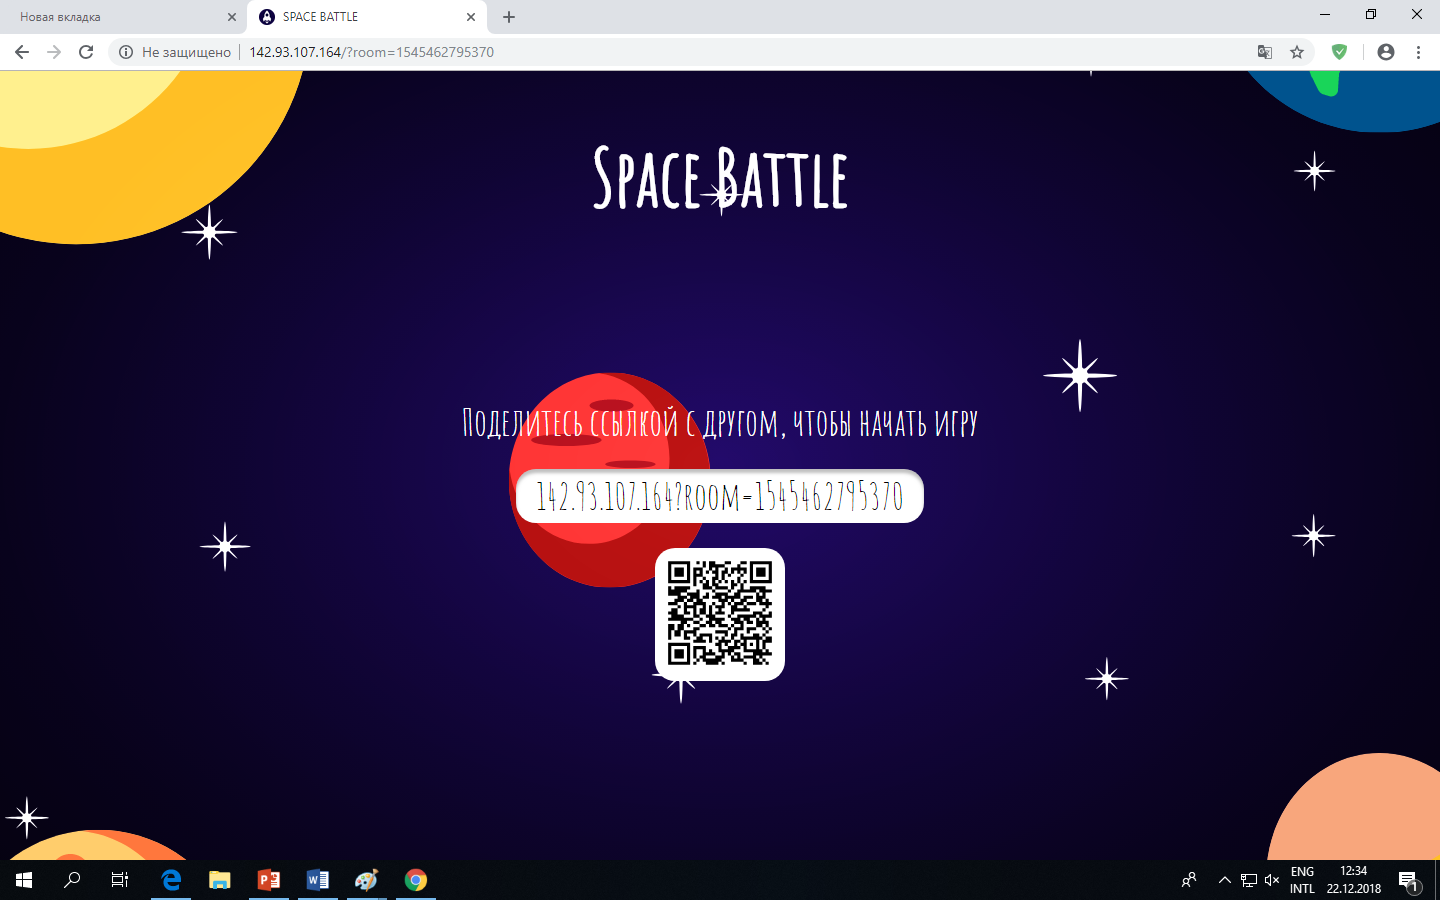 Новая вкладка
SPACE BATTLE
Не защищено
142.93.107.164/?room=1545462795370
Space Battle
Поделитесь ссылкой с другом, чтобы начать игру
142.93.107.164?room=1545462795370
ENG
INTL
12:34
22.12.2018
1